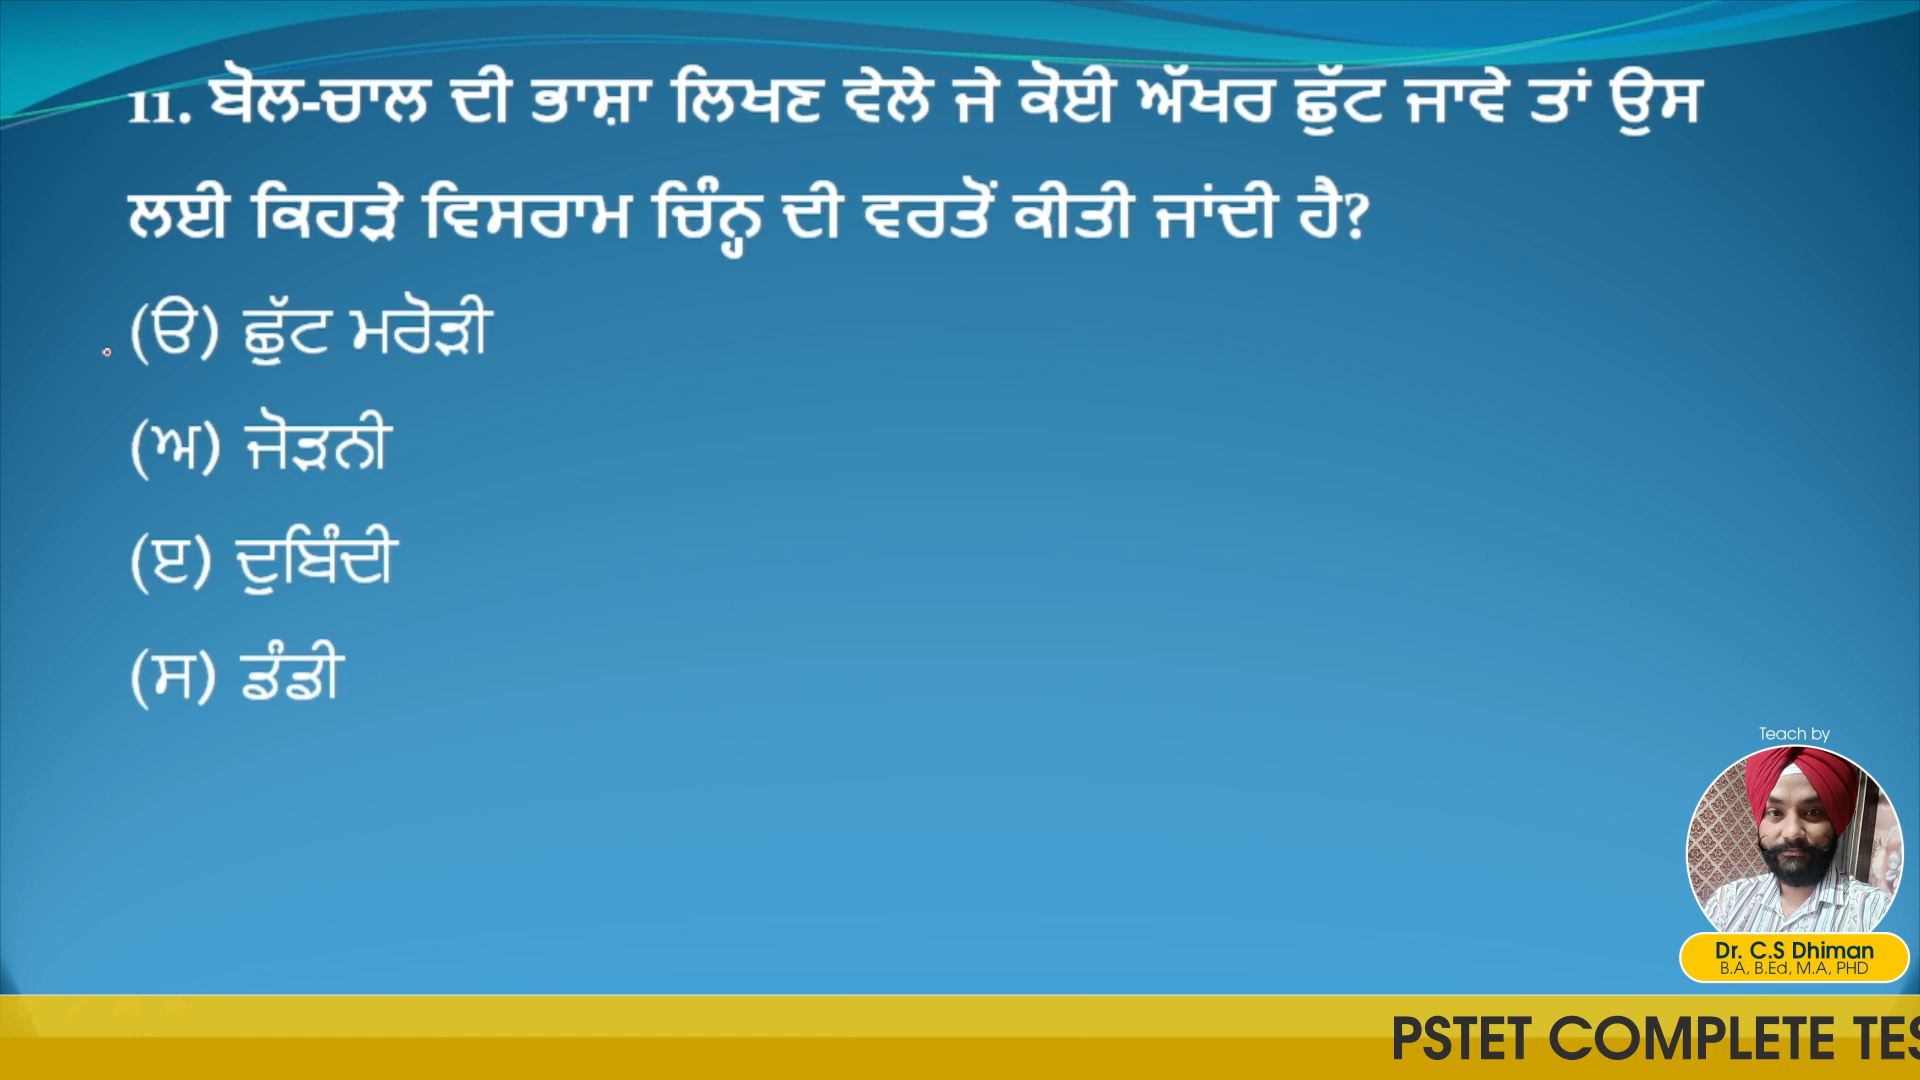 11. ਬੋਲ-ਚਾਲ ਦੀ ਭਾਸ਼ਾ ਲਿਖਣ ਵੇਲੇ ਜੇ ਕੋਈ ਅੱਖਰ ਛੁੱਟ ਜਾਵੇ ਤਾਂ ਉਸ
ਲਈ ਕਿਹੜੇ ਵਿਸਰਾਮ ਚਿੰਨ੍ਹ ਦੀ ਵਰਤੋਂ ਕੀਤੀ ਜਾਂਦੀ ਹੈ?
(ੳ) ਛੁੱਟ ਮਰੋੜੀ
(ਅ) ਜੋੜਨੀ
(ੲ) ਦੁਬਿੰਦੀ
(ਸ) ਡੰਡੀ
Teach by
Dr. C.S Dhiman
B.A, B.Ed, M.A, PHD
PSTET COMPLETE TES